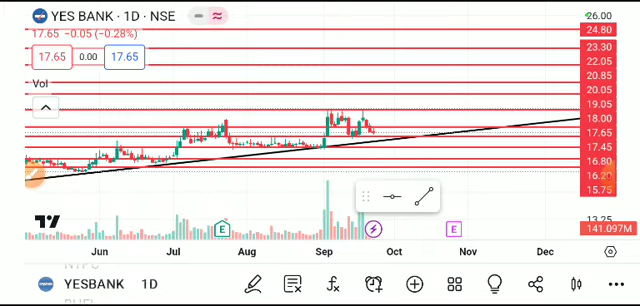 YES BANK · 1D · NSE
17.65 −0.05 (−0.28%)
17.65 0.00 17.65
Vol
26.00
24.80
23.30
22.05
20.85
20.05
19.05
18.00
17.65
17.45
16.80
15.75
13.25
141.097M
E
E
Jun Jul Aug Sep Oct Nov Dec
YESBANK 1D